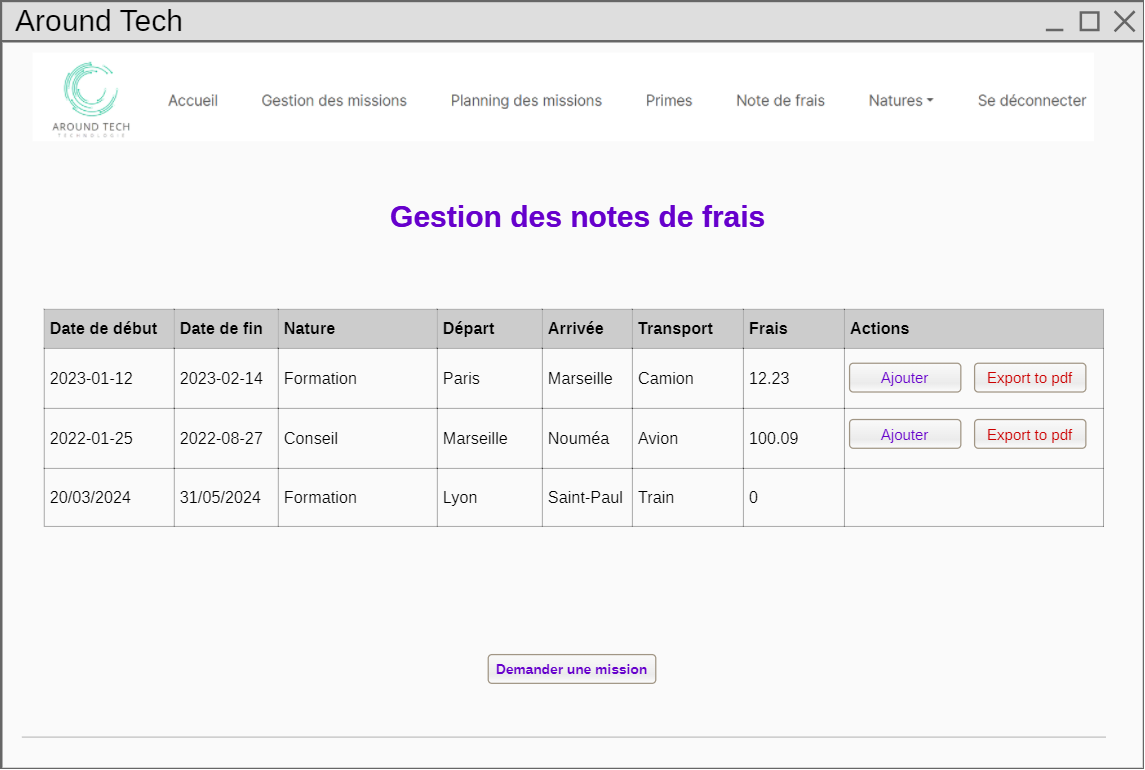 Around Tech
AROUND TECH
TECHNOLOGIE
Accueil Gestion des missions Planning des missions Primes Note de frais Natures Se déconnecter
Gestion des notes de frais
Date de début Date de fin Nature Départ Arrivée Transport Frais Actions
2023-01-12 2023-02-14 Formation Paris Marseille Camion 12.23 Ajouter Export to pdf
2022-01-25 2022-08-27 Conseil Marseille Nouméa Avion 100.09 Ajouter Export to pdf
20/03/2024 31/05/2024 Formation Lyon Saint-Paul Train 0
Demander une mission